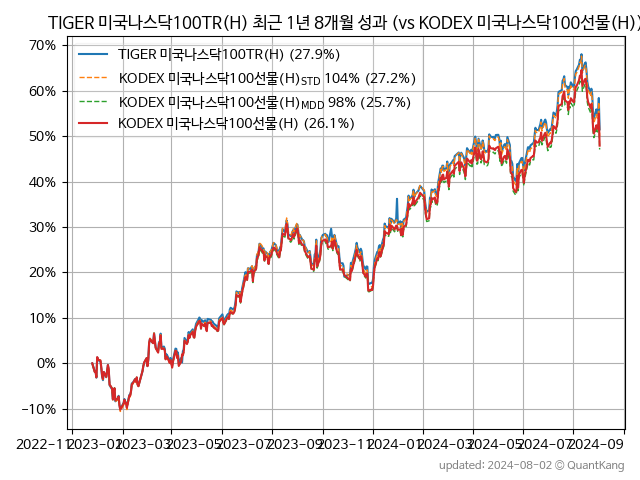 TIGER 미국나스닥100TR(H) 최근 1년 8개월 성과 (vs KODEX 미국나스닥100선물(H))
70%
60%
50%
40%
30%
20%
10%
0%
−10%
TIGER 미국나스닥100TR(H) (27.9%)
KODEX 미국나스닥100선물(H)STD 104% (27.2%)
KODEX 미국나스닥100선물(H)MDD 98% (25.7%)
KODEX 미국나스닥100선물(H) (26.1%)
2022-11 2023-01 2023-03 2023-05 2023-07 2023-09 2023-11 2024-01 2024-03 2024-05 2024-07 2024-09
updated: 2024-08-02 © QuantKang